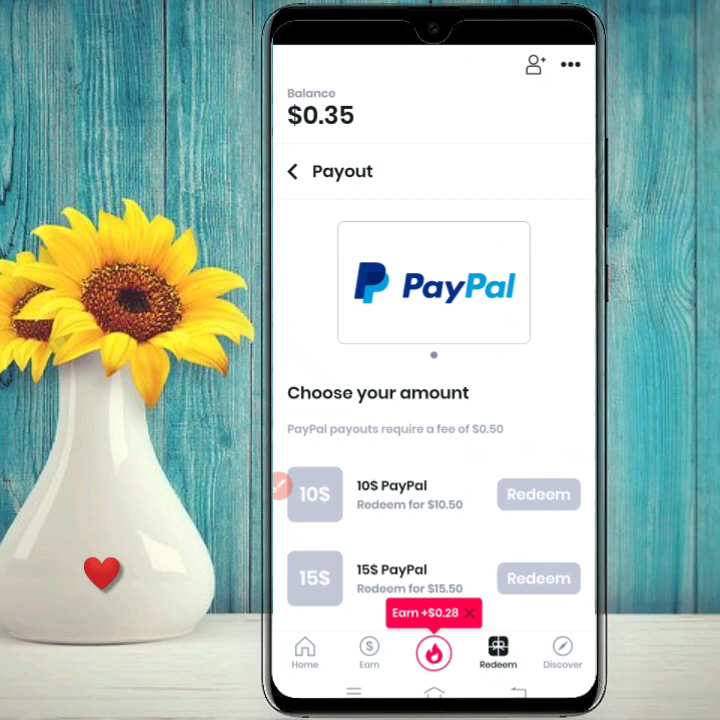 Balance
$0.35
Payout
PayPal
Choose your amount
PayPal payouts require a fee of $0.50
10$
10$ PayPal
Redeem for $10.50
Redeem
15$
15$ PayPal
Redeem for $15.50
Redeem
Earn +$0.28
Home
$
Earn
Redeem
Discover